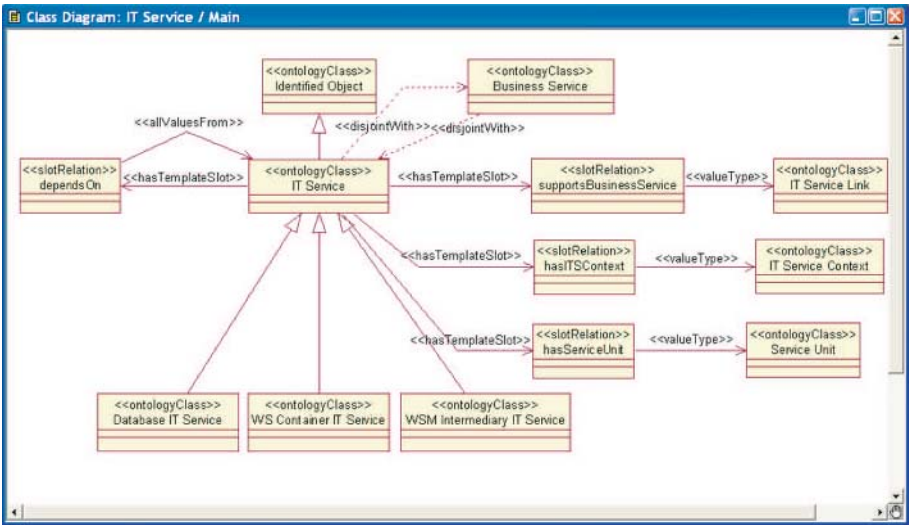 Class Diagram: IT Service / Main
<<ontologyClass>>
Identified Object
<<ontologyClass>>
Business Service
<<allValuesFrom>>
<<disjointWith>>
<<disjointWith>>
<<slotRelation>>
dependsOn
<<hasTemplateSlot>>
<<ontologyClass>>
IT Service
<<hasTemplateSlot>>
<<slotRelation>>
supportsBusinessService
<<valueType>>
<<ontologyClass>>
IT Service Link
<<hasTemplateSlot>>
<<slotRelation>>
hasITSContext
<<valueType>>
<<ontologyClass>>
IT Service Context
<<hasTemplateSlot>>
<<slotRelation>>
hasServiceUnit
<<valueType>>
<<ontologyClass>>
Service Unit
<<ontologyClass>>
Database IT Service
<<ontologyClass>>
WS Container IT Service
<<ontologyClass>>
WSM Intermediary IT Service